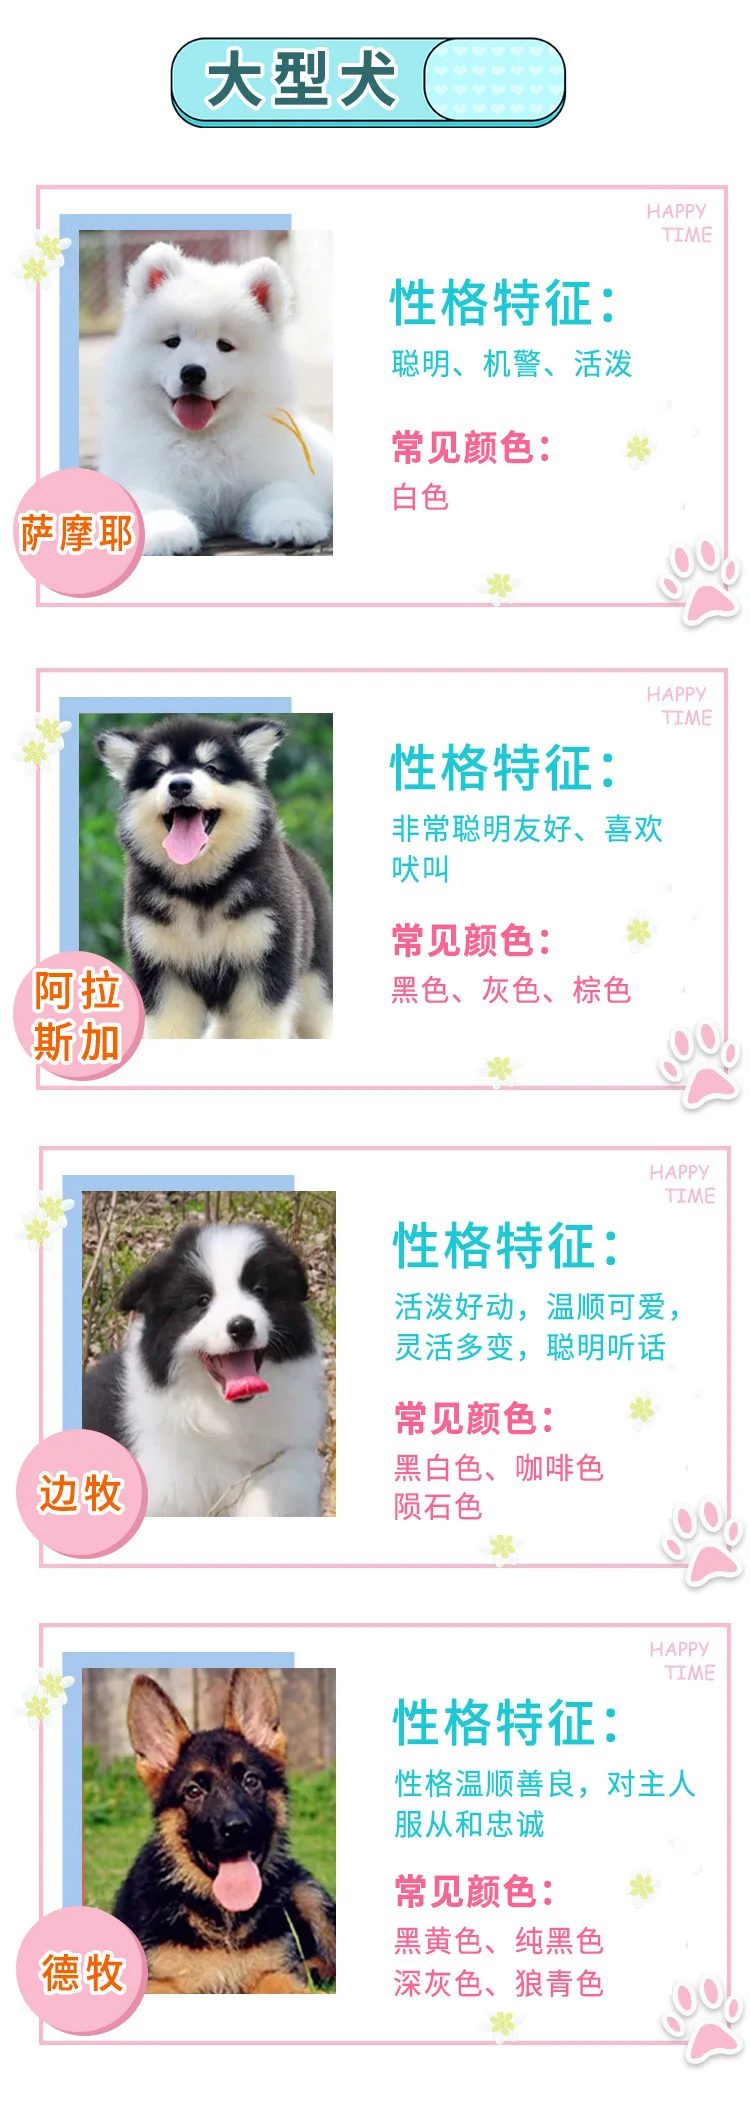 大型犬
HAPPY
TIME
性格特征：
聪明、机警、活泼
常见颜色：
白色
萨摩耶
HAPPY
TIME
性格特征：
非常聪明友好、喜欢
吠叫
常见颜色：
黑色、灰色、棕色
阿拉
斯加
HAPPY
TIME
性格特征：
活泼好动，温顺可爱，
灵活多变，聪明听话
常见颜色：
黑白色、咖啡色
陨石色
边牧
HAPPY
TIME
性格特征：
性格温顺善良，对主人
服从和忠诚
常见颜色：
黑黄色、纯黑色
深灰色、狼青色
德牧